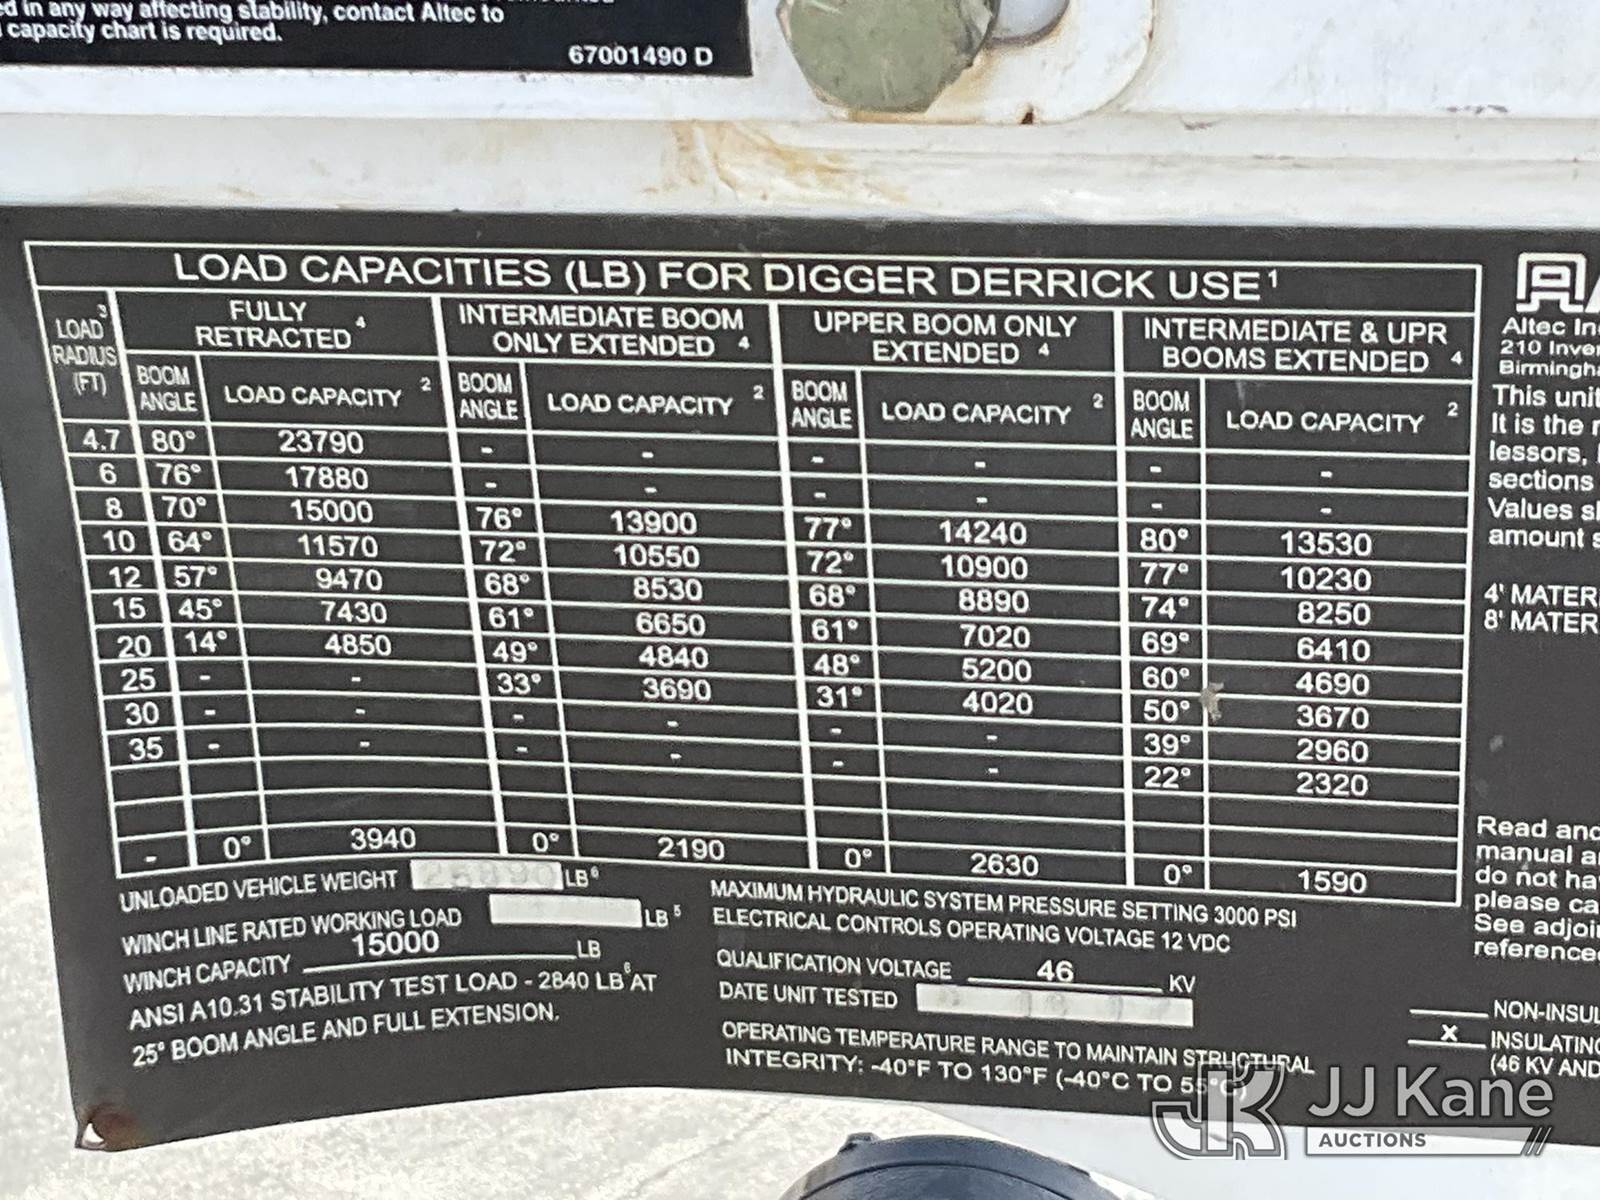 ed in any way affecting stability, contact Altec to
capacity chart is required.
67001490 D
LOAD CAPACITIES (LB) FOR DIGGER DERRICK USE 1
LOAD 3 RADIUS (FT)
FULLY RETRACTED 4
INTERMEDIATE BOOM ONLY EXTENDED 4
UPPER BOOM ONLY EXTENDED 4
INTERMEDIATE & UPR BOOMS EXTENDED 4
BOOM ANGLE LOAD CAPACITY 2 BOOM ANGLE LOAD CAPACITY 2 BOOM ANGLE LOAD CAPACITY 2 BOOM ANGLE LOAD CAPACITY 2
4.7 80° 23790 - - - - - -
6 76° 17880 - - - - - -
8 70° 15000 76° 13900 77° 14240 80° 13530
10 64° 11570 72° 10550 72° 10900 77° 10230
12 57° 9470 68° 8530 68° 8890 74° 8250
15 45° 7430 61° 6650 61° 7020 69° 6410
20 14° 4850 49° 4840 48° 5200 60° 4690
25 - - 33° 3690 31° 4020 50° 3670
30 - - - - - - 39° 2960
35 - - - - - - 22° 2320
- 0° 3940 0° 2190 0° 2630 0° 1590
UNLOADED VEHICLE WEIGHT LB 6
WINCH LINE RATED WORKING LOAD LB 5
WINCH CAPACITY 15000 LB
ANSI A10.31 STABILITY TEST LOAD - 2840 LB 6 AT
25° BOOM ANGLE AND FULL EXTENSION.
MAXIMUM HYDRAULIC SYSTEM PRESSURE SETTING 3000 PSI
ELECTRICAL CONTROLS OPERATING VOLTAGE 12 VDC
QUALIFICATION VOLTAGE 46 KV
DATE UNIT TESTED
OPERATING TEMPERATURE RANGE TO MAINTAIN STRUCTURAL
INTEGRITY: -40°F TO 130°F (-40°C TO 55°C)
Altec In
210 Inver
Birmingha
This unit
It is the
lessors,
sections
Values
amount
4' MATER
8' MATER
Read and
manual
do not ha
please ca
See adjoi
reference
NON-INSUL
X INSULATING
(46 KV AND
JK JJ Kane
AUCTIONS